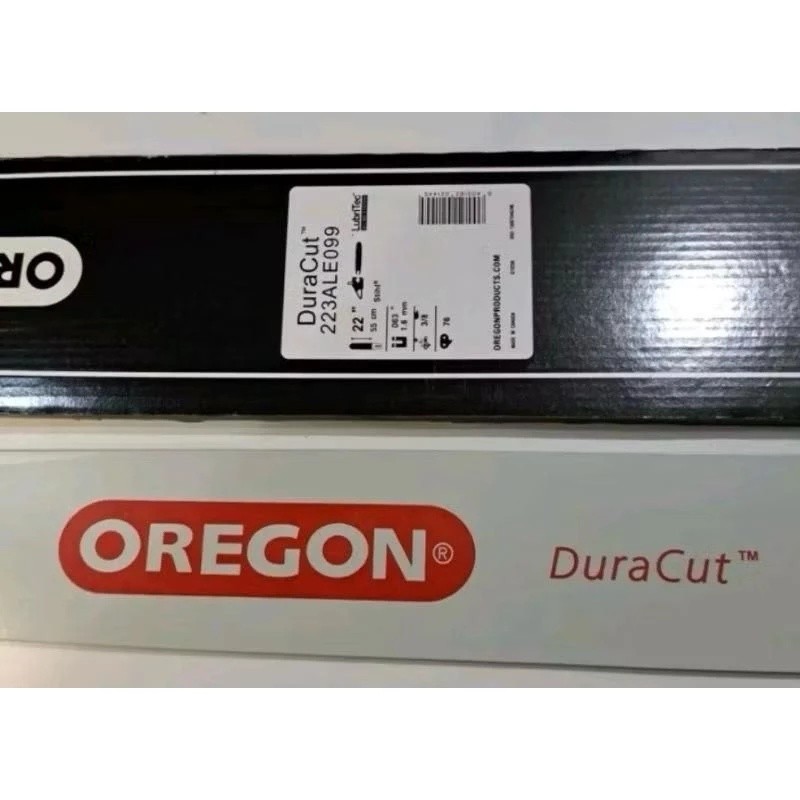 OR
DuraCut™
223ALE099
LubriTec™
22"
55 cm
Stihl®
.063"
1.6 mm
3/8
76
OREGONPRODUCTS.COM
MADE IN CANADA
OREGON®
DuraCut™